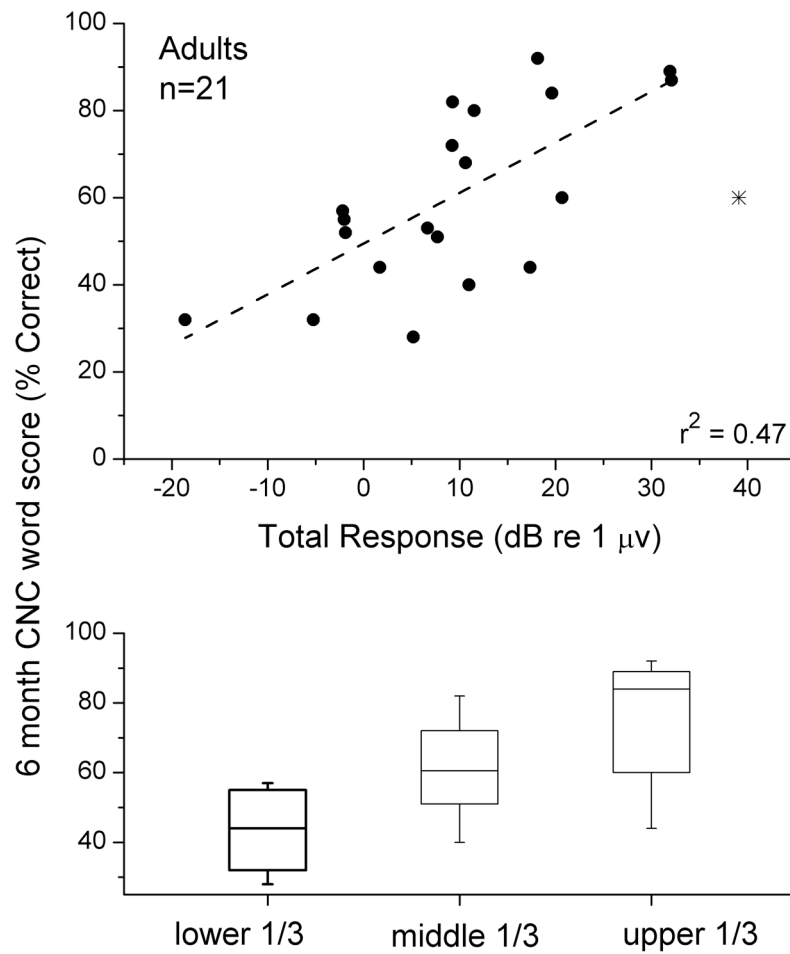 100
Adults
n=21
80
60
40
20
r² = 0.47
0
-20 -10 0 10 20 30 40
Total Response (dB re 1 μv)
6 month CNC word score (% Correct)
100
80
60
40
lower 1/3 middle 1/3 upper 1/3